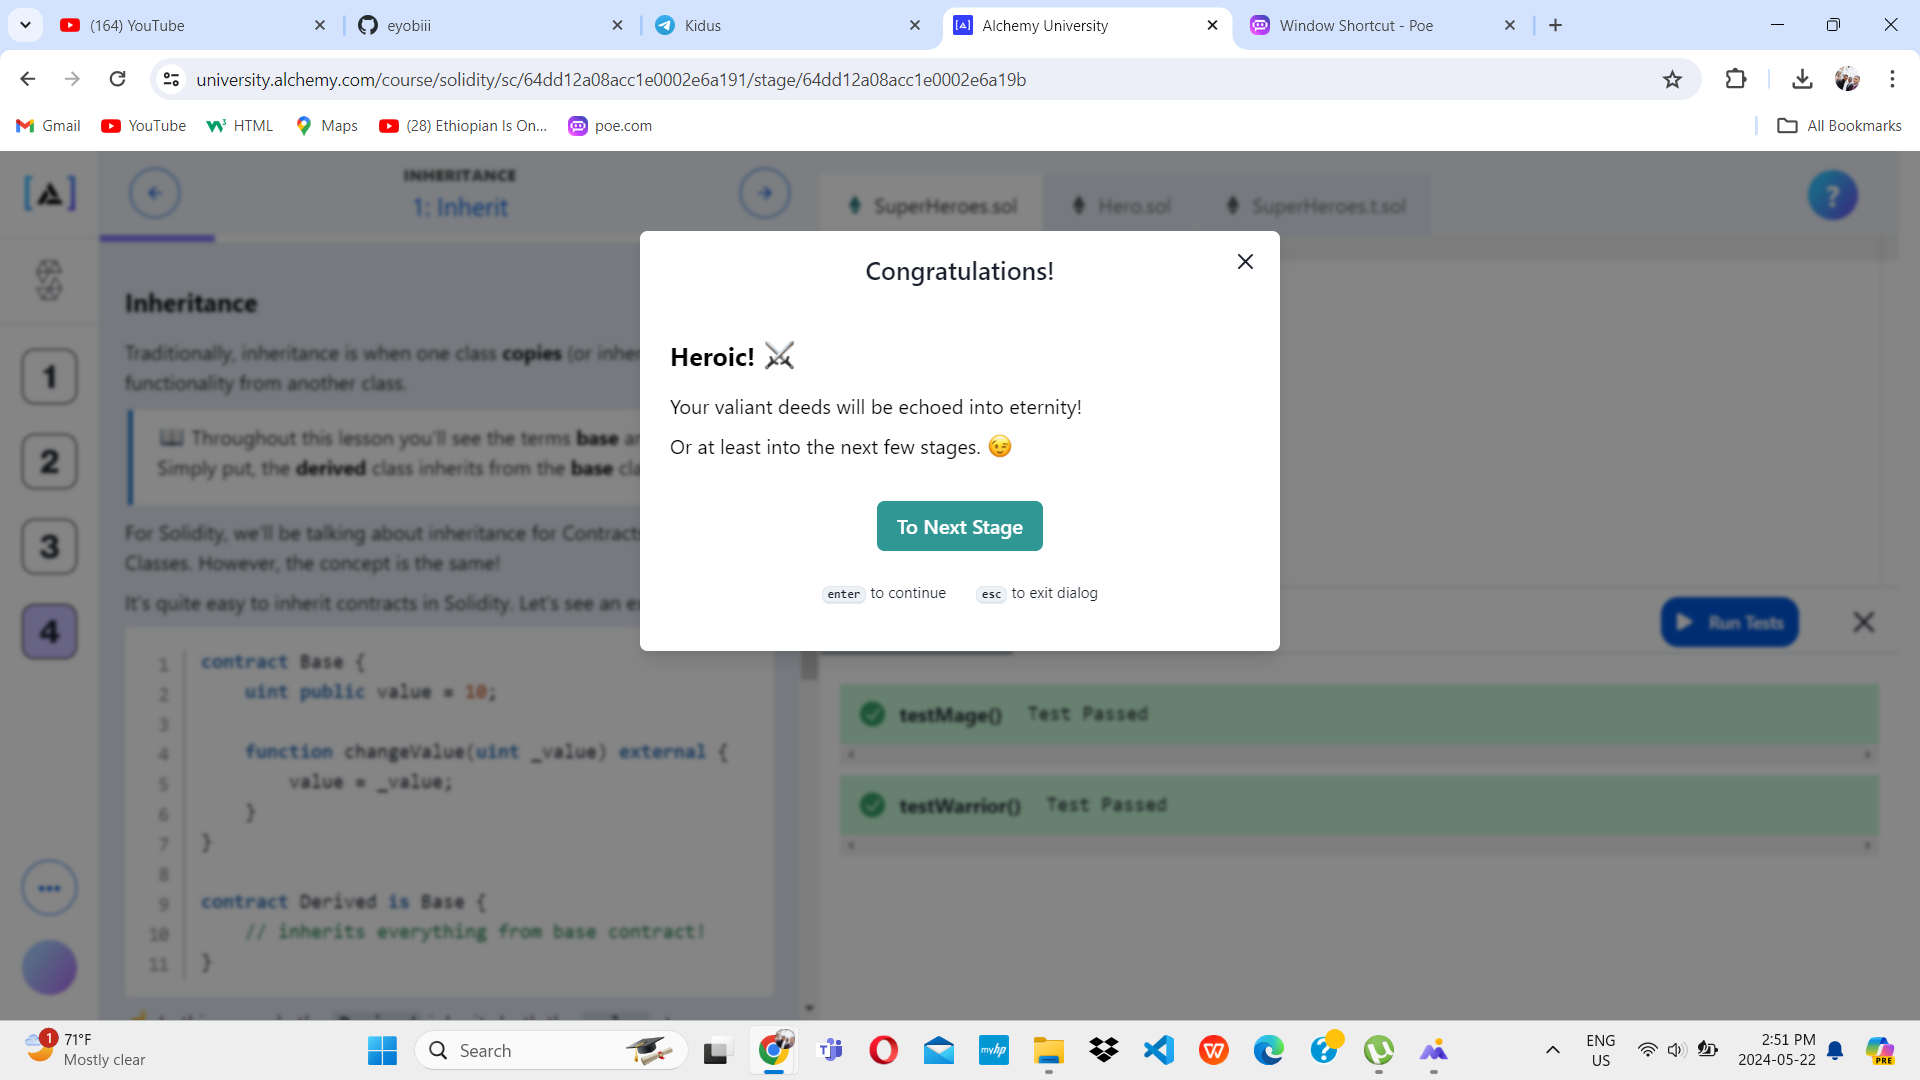 (164) YouTube
eyobiii
Kidus
Alchemy University
Window Shortcut - Poe
university.alchemy.com/course/solidity/sc/64dd12a08acc1e0002e6a191/stage/64dd12a08acc1e0002e6a19b
Gmail
YouTube
HTML
Maps
(28) Ethiopian Is On...
poe.com
All Bookmarks
INHERITANCE
1: Inherit
SuperHeroes.sol
Hero.sol
SuperHeroes.t.sol
?
1
2
3
4
Inheritance
Traditionally, inheritance is when one class copies (or inher
functionality from another class.
Throughout this lesson you'll see the terms base
Simply put, the derived class inherits from the base
For Solidity, we'll be talking about inheritance for Contract
Classes. However, the concept is the same!
It's quite easy to inherit contracts in Solidity. Let's see an
1 contract Base {
2 uint public value = 10;
3
4 function changeValue(uint _value) external {
5 value = _value;
6 }
7 }
8
9 contract Derived is Base {
10 // inherits everything from base contract!
11 }
Congratulations!
Heroic! ⚔️
Your valiant deeds will be echoed into eternity!
Or at least into the next few stages. 😉
To Next Stage
enter to continue
esc to exit dialog
Run Tests
testMage() Test Passed
testWarrior() Test Passed
1
71°F
Mostly clear
Search
myhp
PRE
ENG
US
2:51 PM
2024-05-22